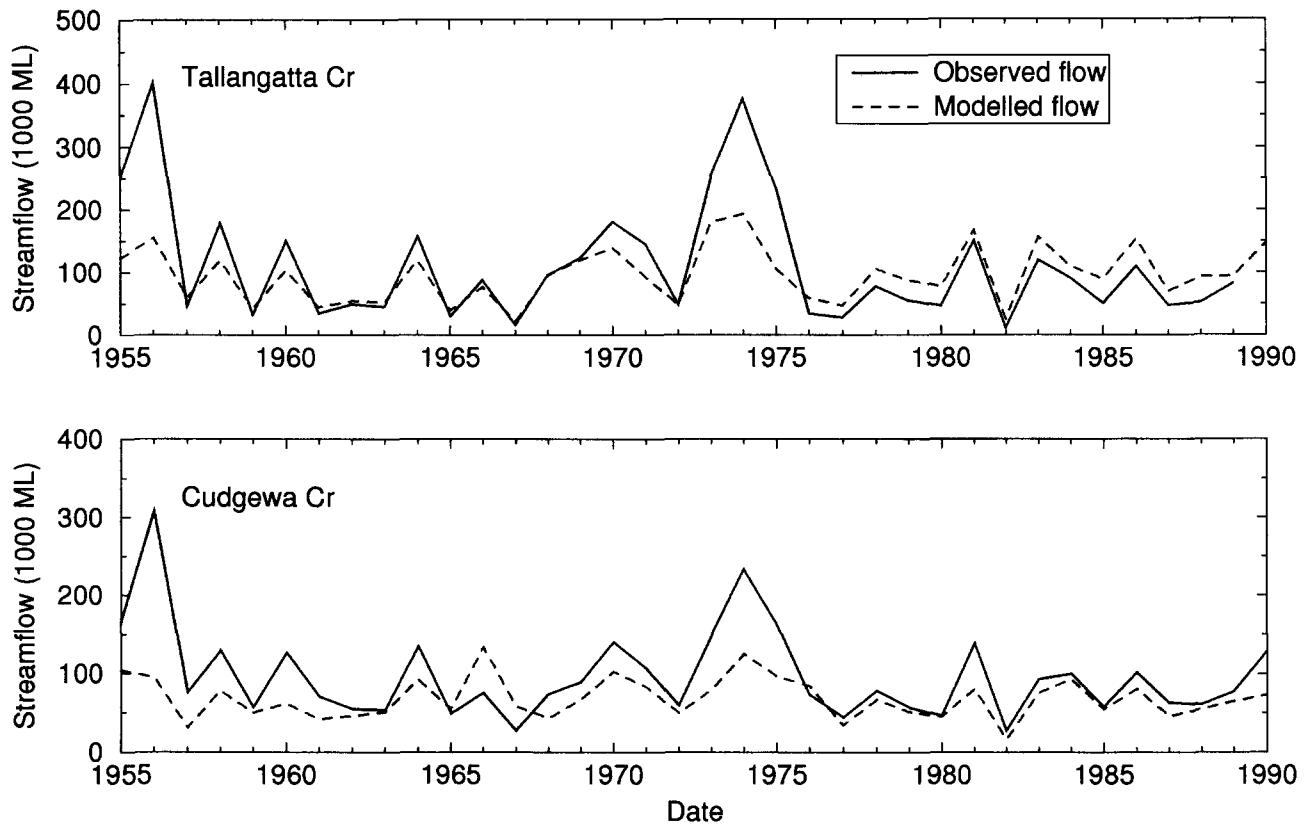 500
400
300
200
100
0
Streamflow (1000 ML)
Tallangatta Cr
Observed flow
Modelled flow
1955 1960 1965 1970 1975 1980 1985 1990
400
300
200
100
0
Streamflow (1000 ML)
Cudgewa Cr
1955 1960 1965 1970 1975 1980 1985 1990
Date